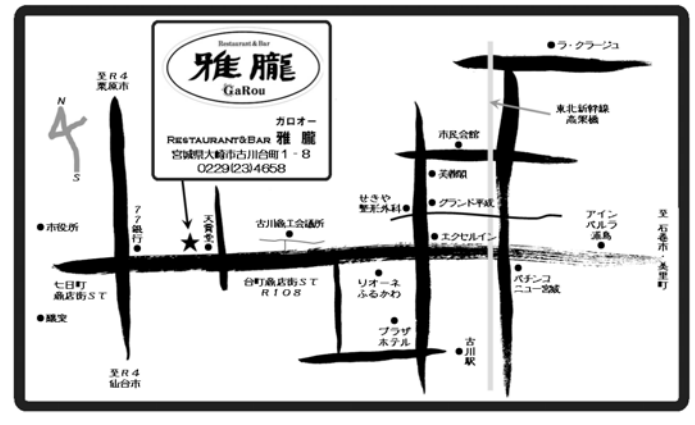 Restaurant&Bar
雅朧
GaRou
ガロオー
RESTAURANT&BAR 雅朧
宮城県大崎市古川台町1-8
0229(23)4658
ラ・クラージュ
至R4
栗原市
N
S
東北新幹線
高架橋
市民会館
美善閣
せきや
整形外科
グランド平成
エクセルイン
アイン
パルラ
浦島
至 石巻市・美里町
市役所
77銀行
天貴堂
古川商工会議所
七日町
商店街ST
台町商店街ST
R108
リオーネ
ふるかわ
パチンコ
ニュー宮城
プラザ
ホテル
古川駅
至R4
仙台市